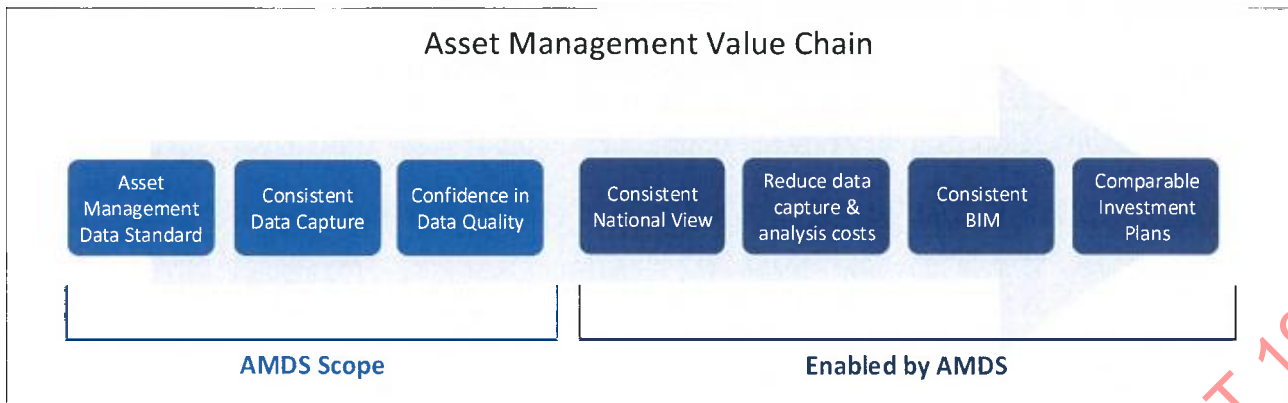 Asset Management Value Chain
Asset
Management
Data Standard
Consistent
Data Capture
Confidence in
Data Quality
Consistent
National View
Reduce data
capture &
analysis costs
Consistent
BIM
Comparable
Investment
Plans
AMDS Scope
Enabled by AMDS